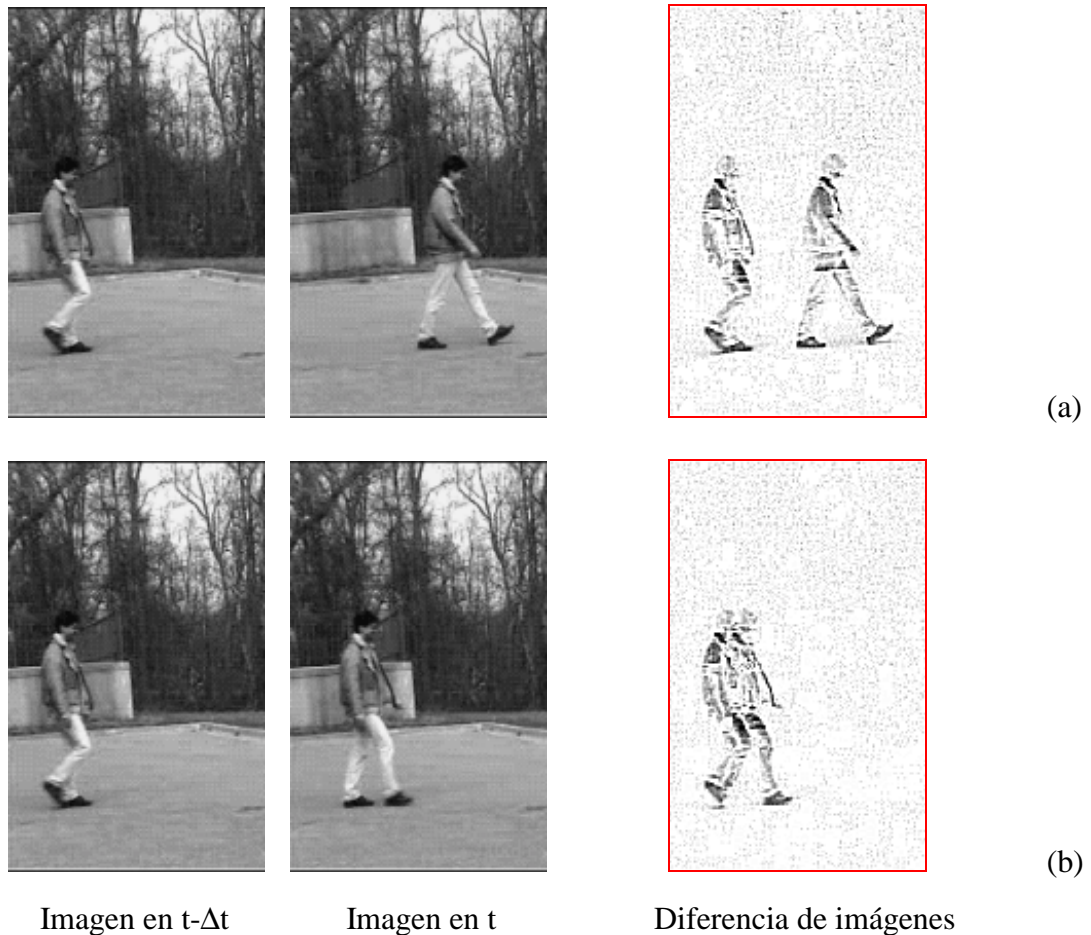 (a)
(b)
Imagen en t-Δt
Imagen en t
Diferencia de imágenes